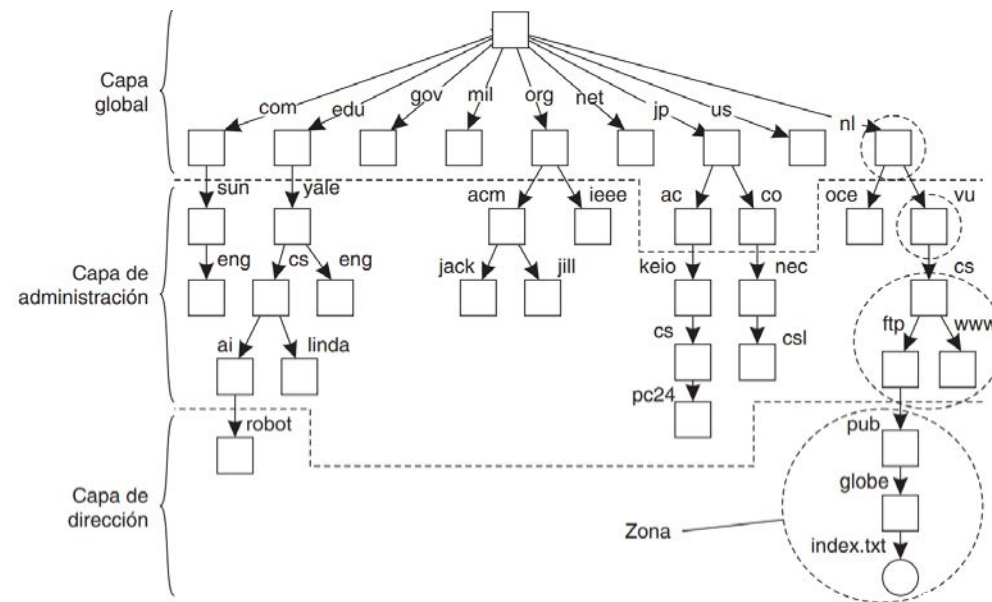 Capa
global
com
edu
gov
mil
org
net
jp
us
nl
sun
yale
acm
ieee
ac
co
oce
vu
Capa de
administración
eng
cs
eng
jack
jill
keio
nec
cs
ai
linda
cs
csl
ftp
www
pc24
robot
pub
Capa de
dirección
globe
Zona
index.txt